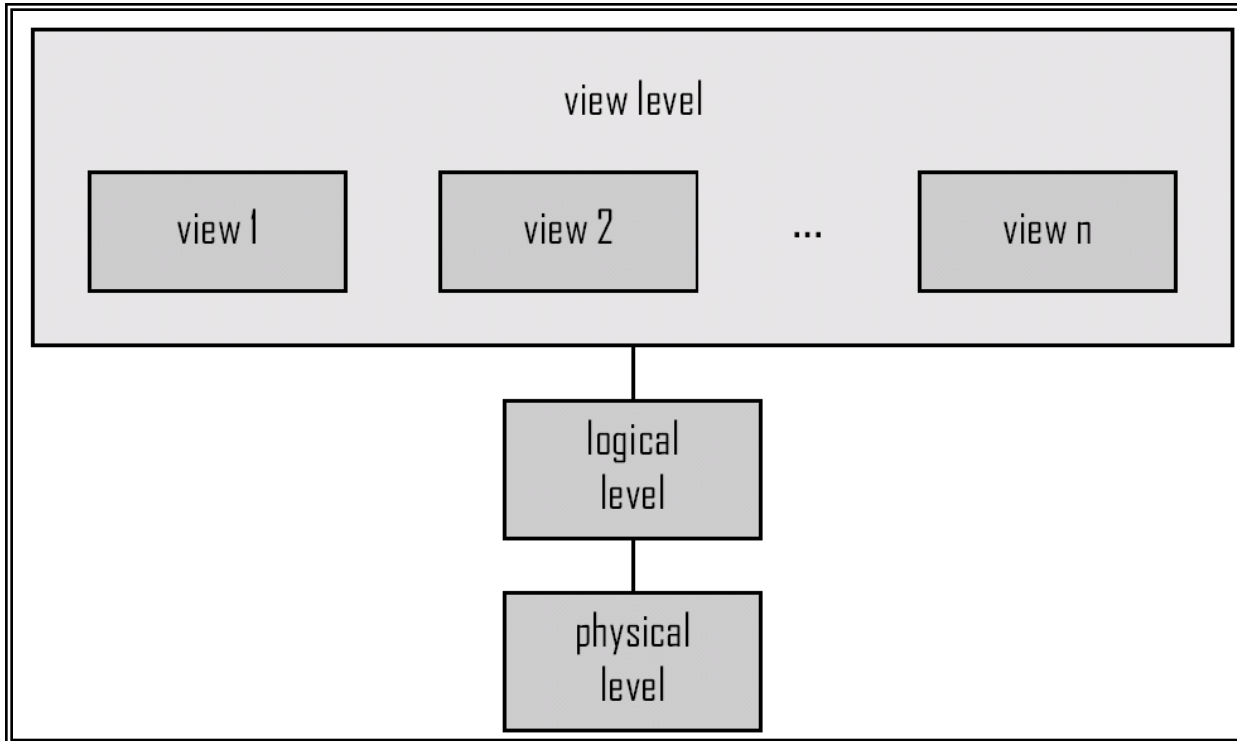 view level
view 1
view 2
...
view n
logical
level
physical
level